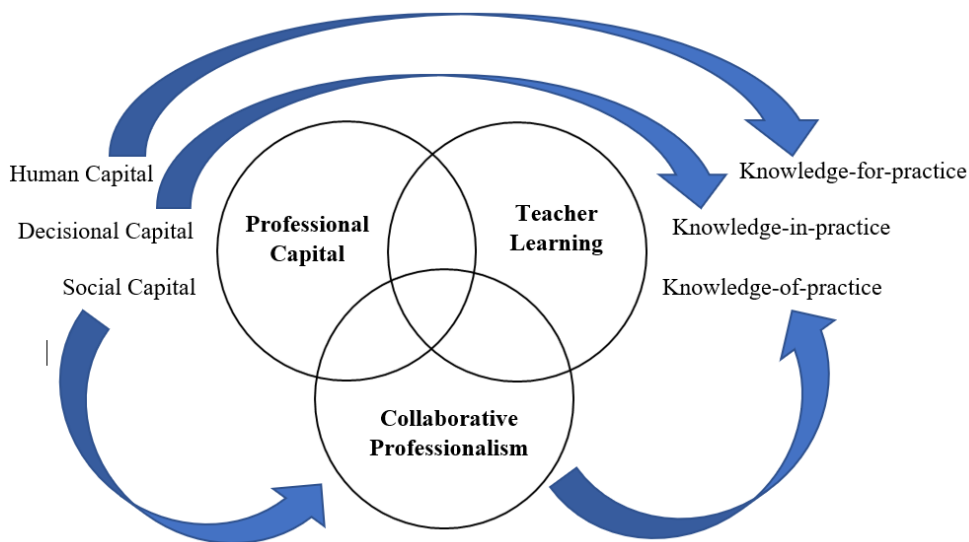 Human Capital
Decisional Capital
Social Capital
Professional
Capital
Teacher
Learning
Collaborative
Professionalism
Knowledge-for-practice
Knowledge-in-practice
Knowledge-of-practice